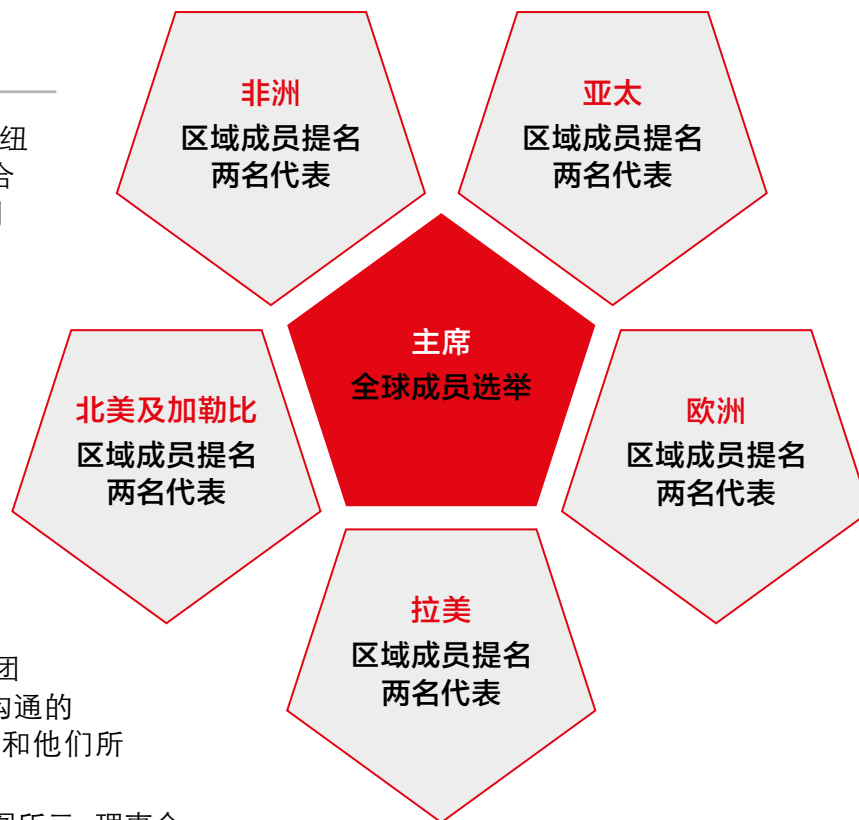 纽
合
非洲
区域成员提名
两名代表
亚太
区域成员提名
两名代表
主席
全球成员选举
北美及加勒比
区域成员提名
两名代表
欧洲
区域成员提名
两名代表
拉美
区域成员提名
两名代表
团
沟通的
和他们所